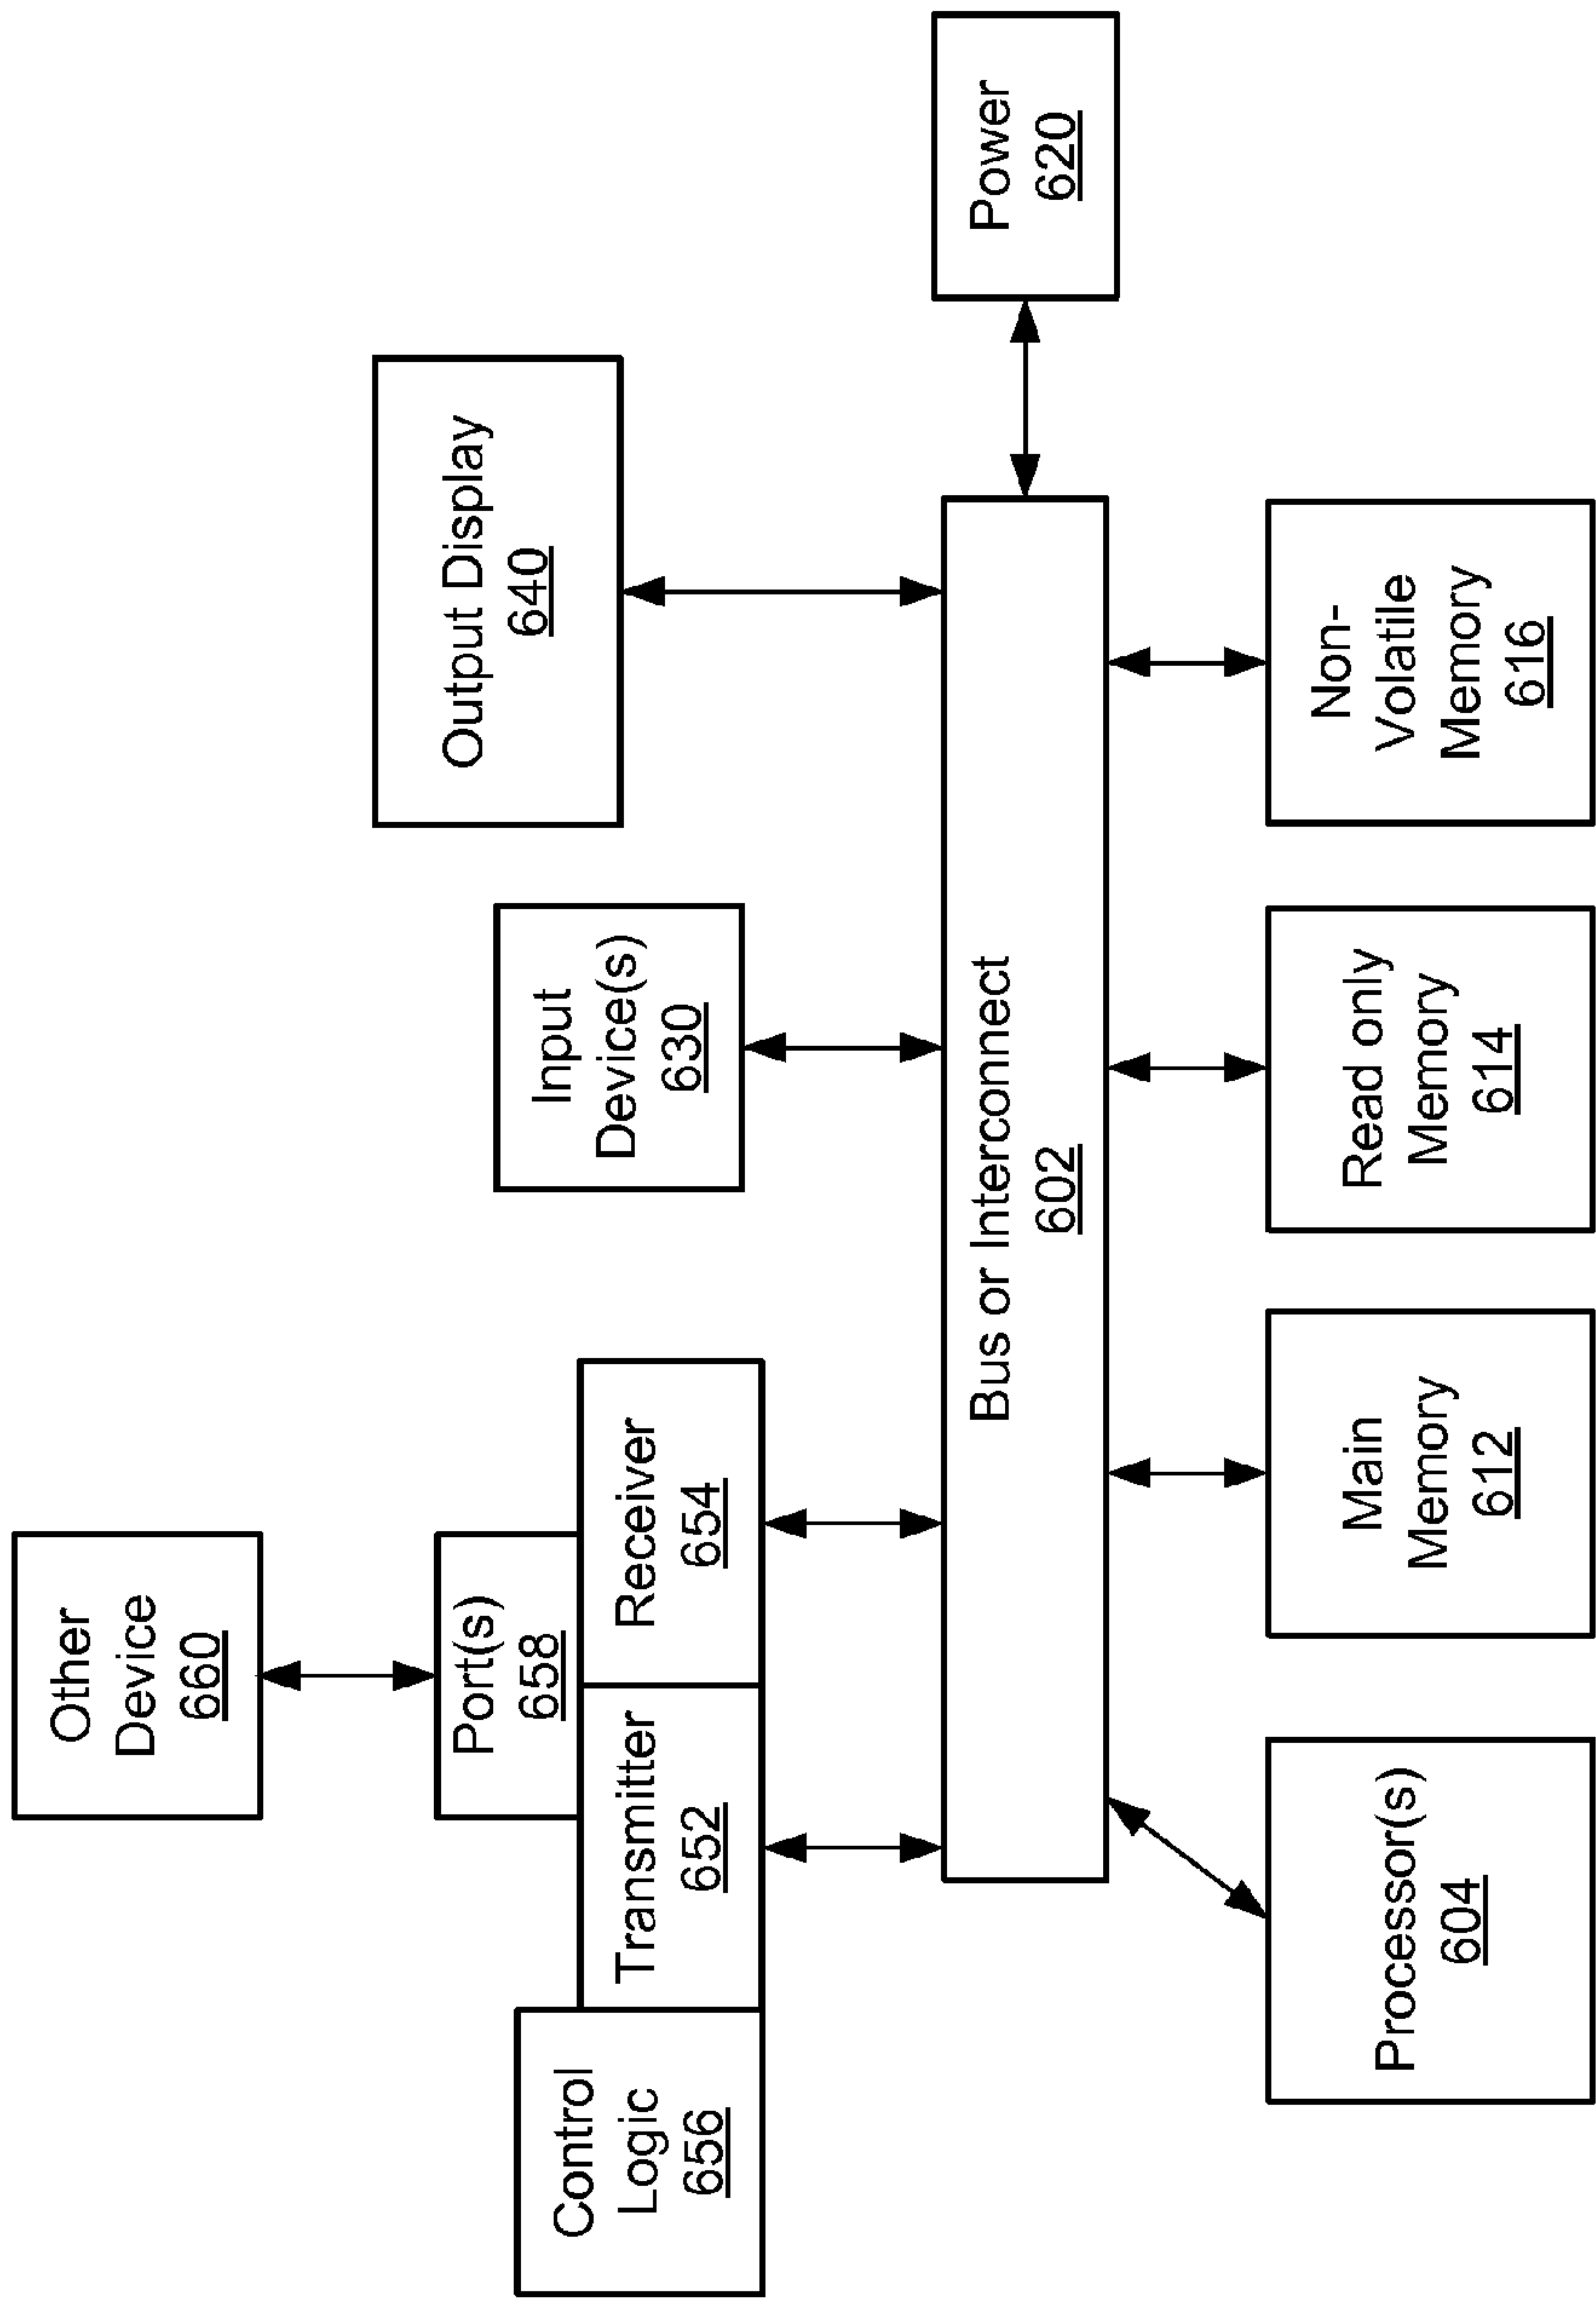 Other
Device
660
Port(s)
658
Control
Logic
656
Transmitter
652
Receiver
654
Input
Device(s)
630
Output Display
640
Bus or Interconnect
602
Power
620
Processor(s)
604
Main
Memory
612
Read only
Memory
614
Non-
Volatile
Memory
616